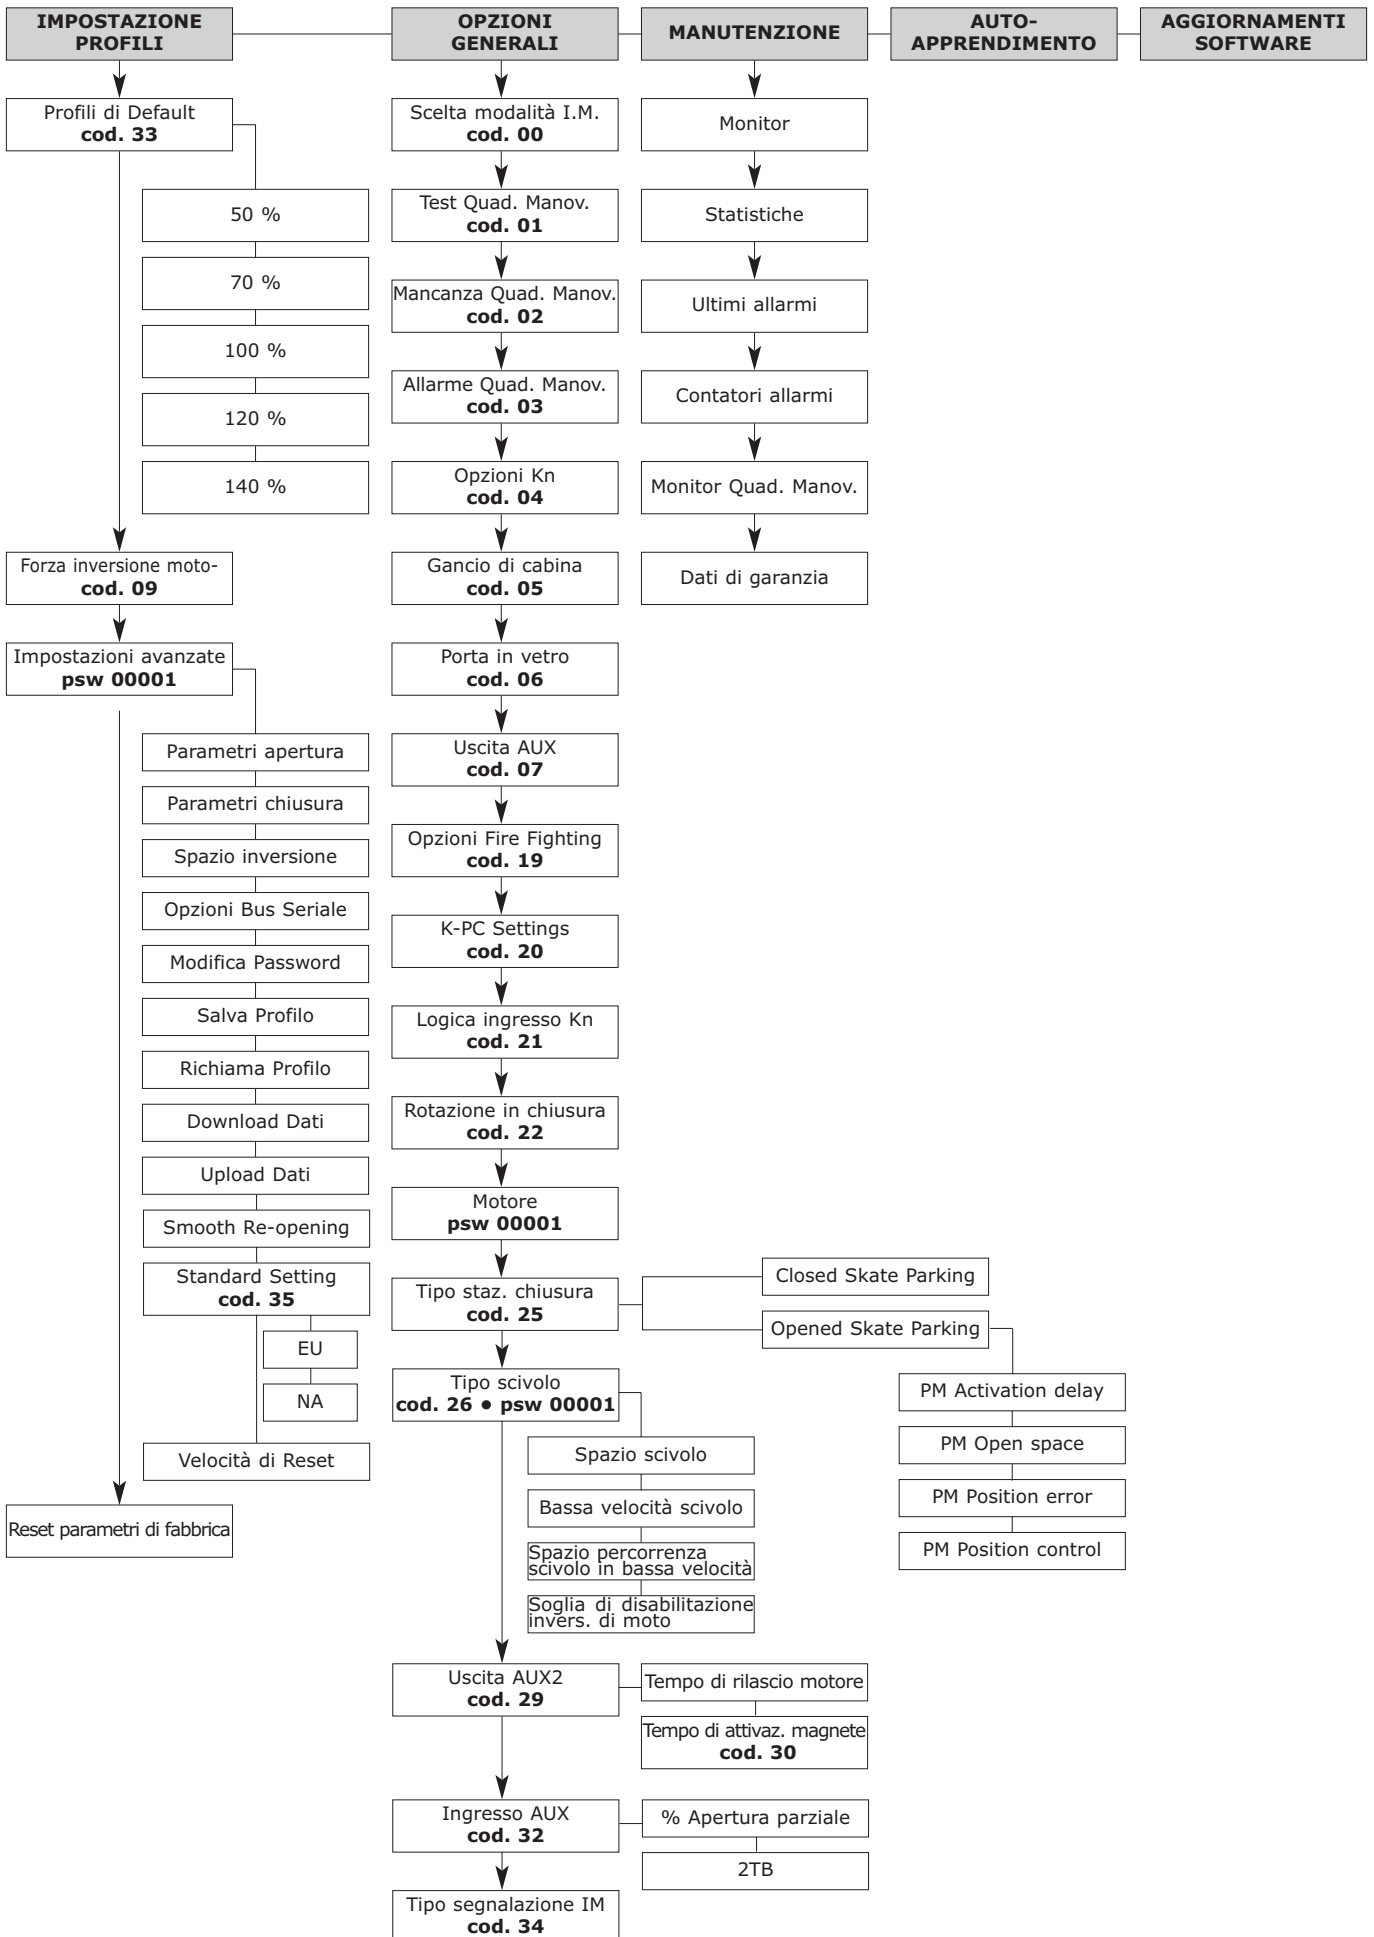 IMPOSTAZIONE
PROFILI
OPZIONI
GENERALI
MANUTENZIONE
AUTO-
APPRENDIMENTO
AGGIORNAMENTI
SOFTWARE
Profili di Default
cod. 33
50 %
70 %
100 %
120 %
140 %
Forza inversione moto-
cod. 09
Impostazioni avanzate
psw 00001
Parametri apertura
Parametri chiusura
Spazio inversione
Opzioni Bus Seriale
Modifica Password
Salva Profilo
Richiama Profilo
Download Dati
Upload Dati
Smooth Re-opening
Standard Setting
cod. 35
EU
NA
Velocità di Reset
Reset parametri di fabbrica
Scelta modalità I.M.
cod. 00
Test Quad. Manov.
cod. 01
Mancanza Quad. Manov.
cod. 02
Allarme Quad. Manov.
cod. 03
Opzioni Kn
cod. 04
Gancio di cabina
cod. 05
Porta in vetro
cod. 06
Uscita AUX
cod. 07
Opzioni Fire Fighting
cod. 19
K-PC Settings
cod. 20
Logica ingresso Kn
cod. 21
Rotazione in chiusura
cod. 22
Motore
psw 00001
Tipo staz. chiusura
cod. 25
Closed Skate Parking
Opened Skate Parking
PM Activation delay
PM Open space
PM Position error
PM Position control
Tipo scivolo
cod. 26 • psw 00001
Spazio scivolo
Bassa velocità scivolo
Spazio percorrenza
scivolo in bassa velocità
Soglia di disabilitazione
invers. di moto
Uscita AUX2
cod. 29
Tempo di rilascio motore
Tempo di attivaz. magnete
cod. 30
Ingresso AUX
cod. 32
% Apertura parziale
2TB
Tipo segnalazione IM
cod. 34
Monitor
Statistiche
Ultimi allarmi
Contatori allarmi
Monitor Quad. Manov.
Dati di garanzia